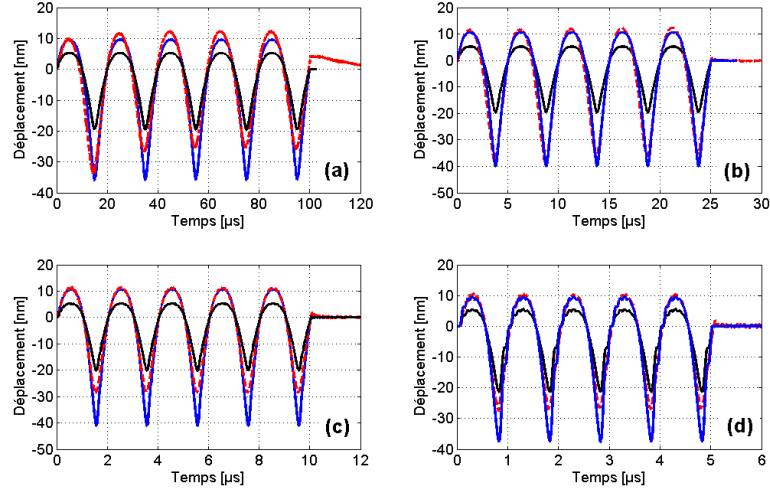 20
10
0
-10
-20
-30
-40
Déplacement [nm]
0 20 40 60 80 100 120
Temps [µs]
(a)
20
10
0
-10
-20
-30
-40
-50
Déplacement [nm]
0 5 10 15 20 25 30
Temps [µs]
(b)
20
10
0
-10
-20
-30
-40
-50
Déplacement [nm]
0 2 4 6 8 10 12
Temps [µs]
(c)
20
10
0
-10
-20
-30
-40
Déplacement [nm]
0 1 2 3 4 5 6
Temps [µs]
(d)